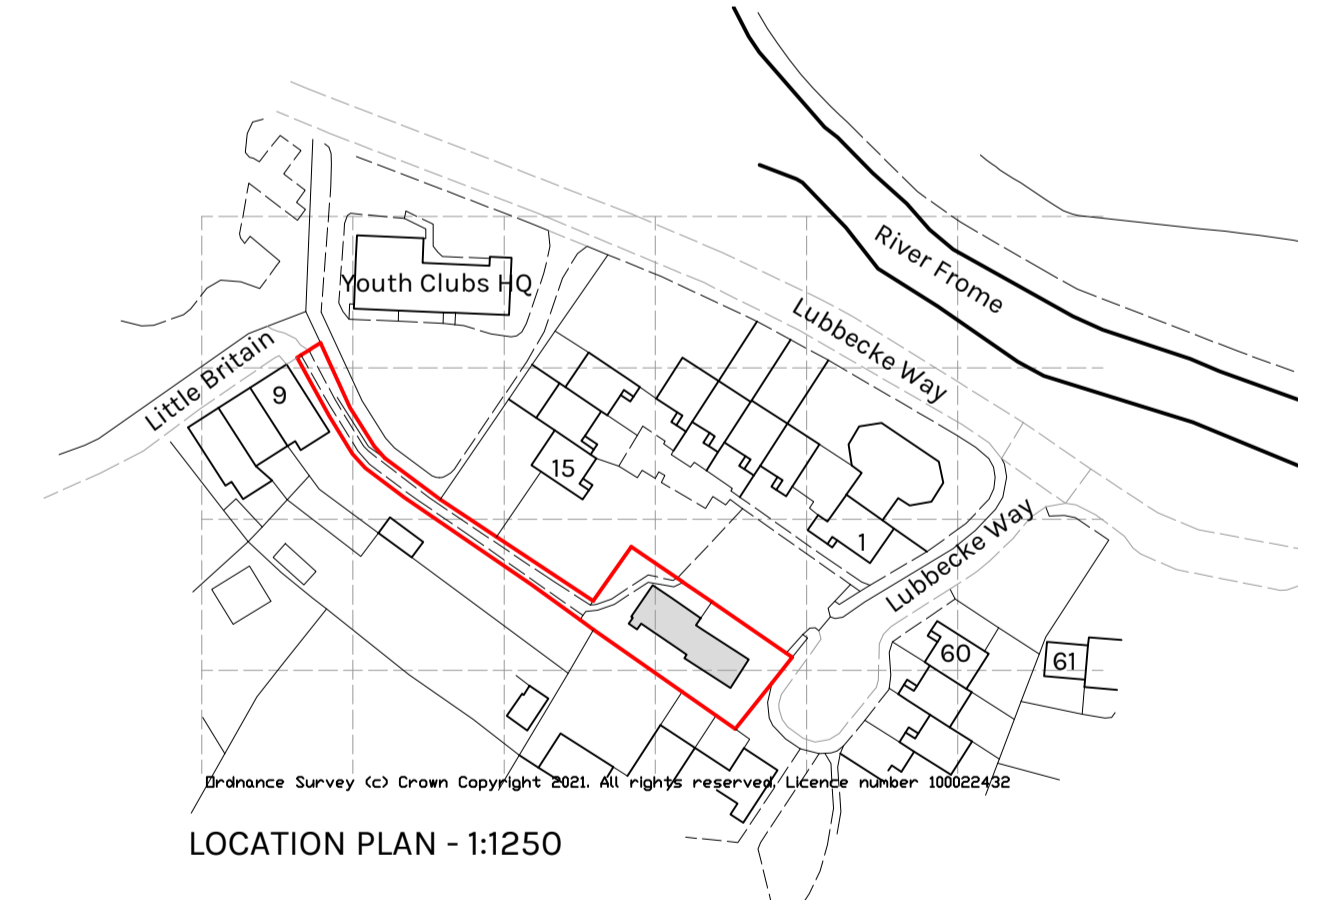 River Frome
Youth Clubs HQ
Lubbecke Way
Little Britain
9
15
1
Lubbecke Way
60
61
Ordnance Survey (c) Crown Copyright 2021. All rights reserved. Licence number 100022432
LOCATION PLAN - 1:1250